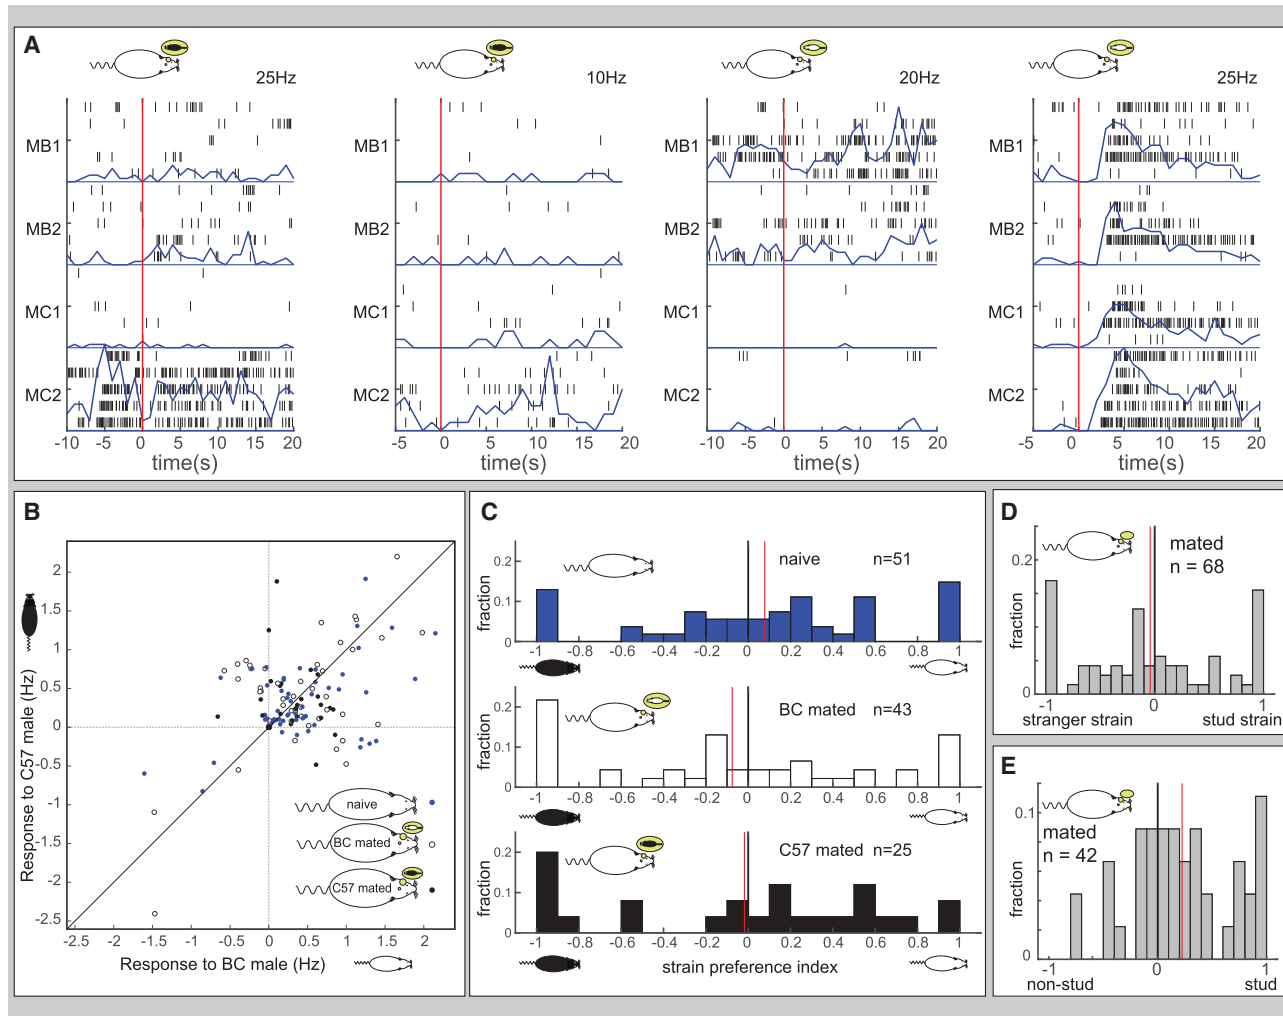 A
25Hz
10Hz
20Hz
25Hz
MB1
MB2
MC1
MC2
-10 -5 0 5 10 15 20
time(s)
MB1
MB2
MC1
MC2
-5 0 5 10 15 20
time(s)
MB1
MB2
MC1
MC2
-10 -5 0 5 10 15 20
time(s)
MB1
MB2
MC1
MC2
-5 0 5 10 15 20
time(s)
B
Response to C57 male (Hz)
2
1.5
1
0.5
0
-0.5
-1
-1.5
-2
-2.5
naive
BC mated
C57 mated
-2.5 -2 -1.5 -1 -0.5 0 0.5 1 1.5 2
Response to BC male (Hz)
C
fraction
0.2
0.1
0
naive n=51
-1 -0.8 -0.6 -0.4 -0.2 0 0.2 0.4 0.6 0.8 1
fraction
0.2
0.1
0
BC mated n=43
-1 -0.8 -0.6 -0.4 -0.2 0 0.2 0.4 0.6 0.8 1
fraction
0.2
0.1
0
C57 mated n=25
-1 -0.8 -0.6 -0.4 -0.2 0 0.2 0.4 0.6 0.8 1
strain preference index
D
fraction
0.2
0
mated
n = 68
-1 0 1
stranger strain stud strain
E
fraction
0.1
0
mated
n = 42
-1 0 1
non-stud stud